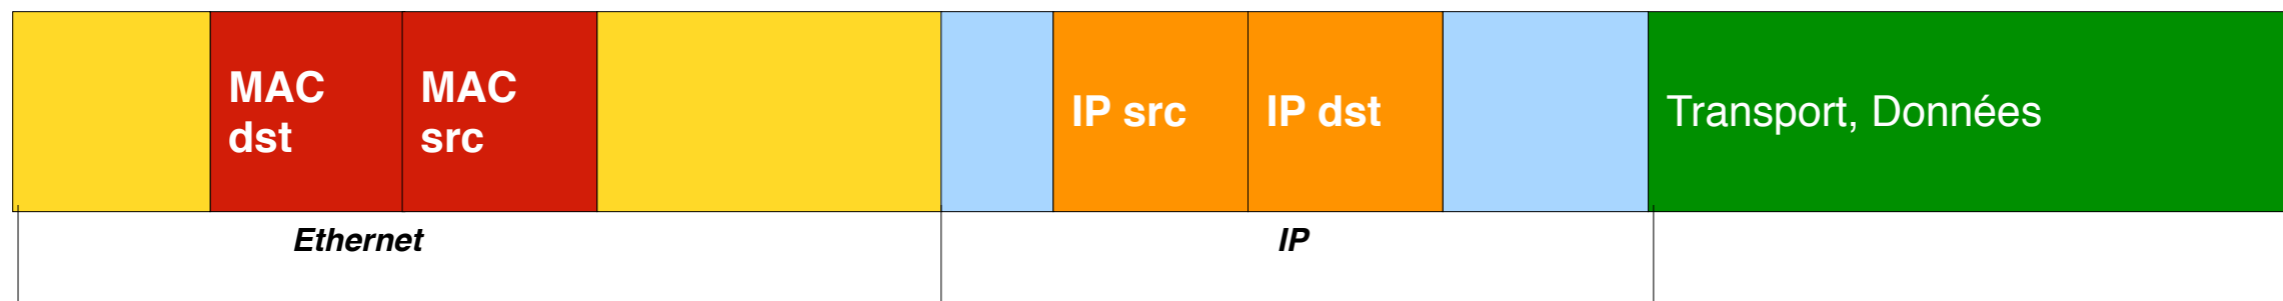 MAC
dst
MAC
src
IP src
IP dst
Transport, Données
Ethernet
IP